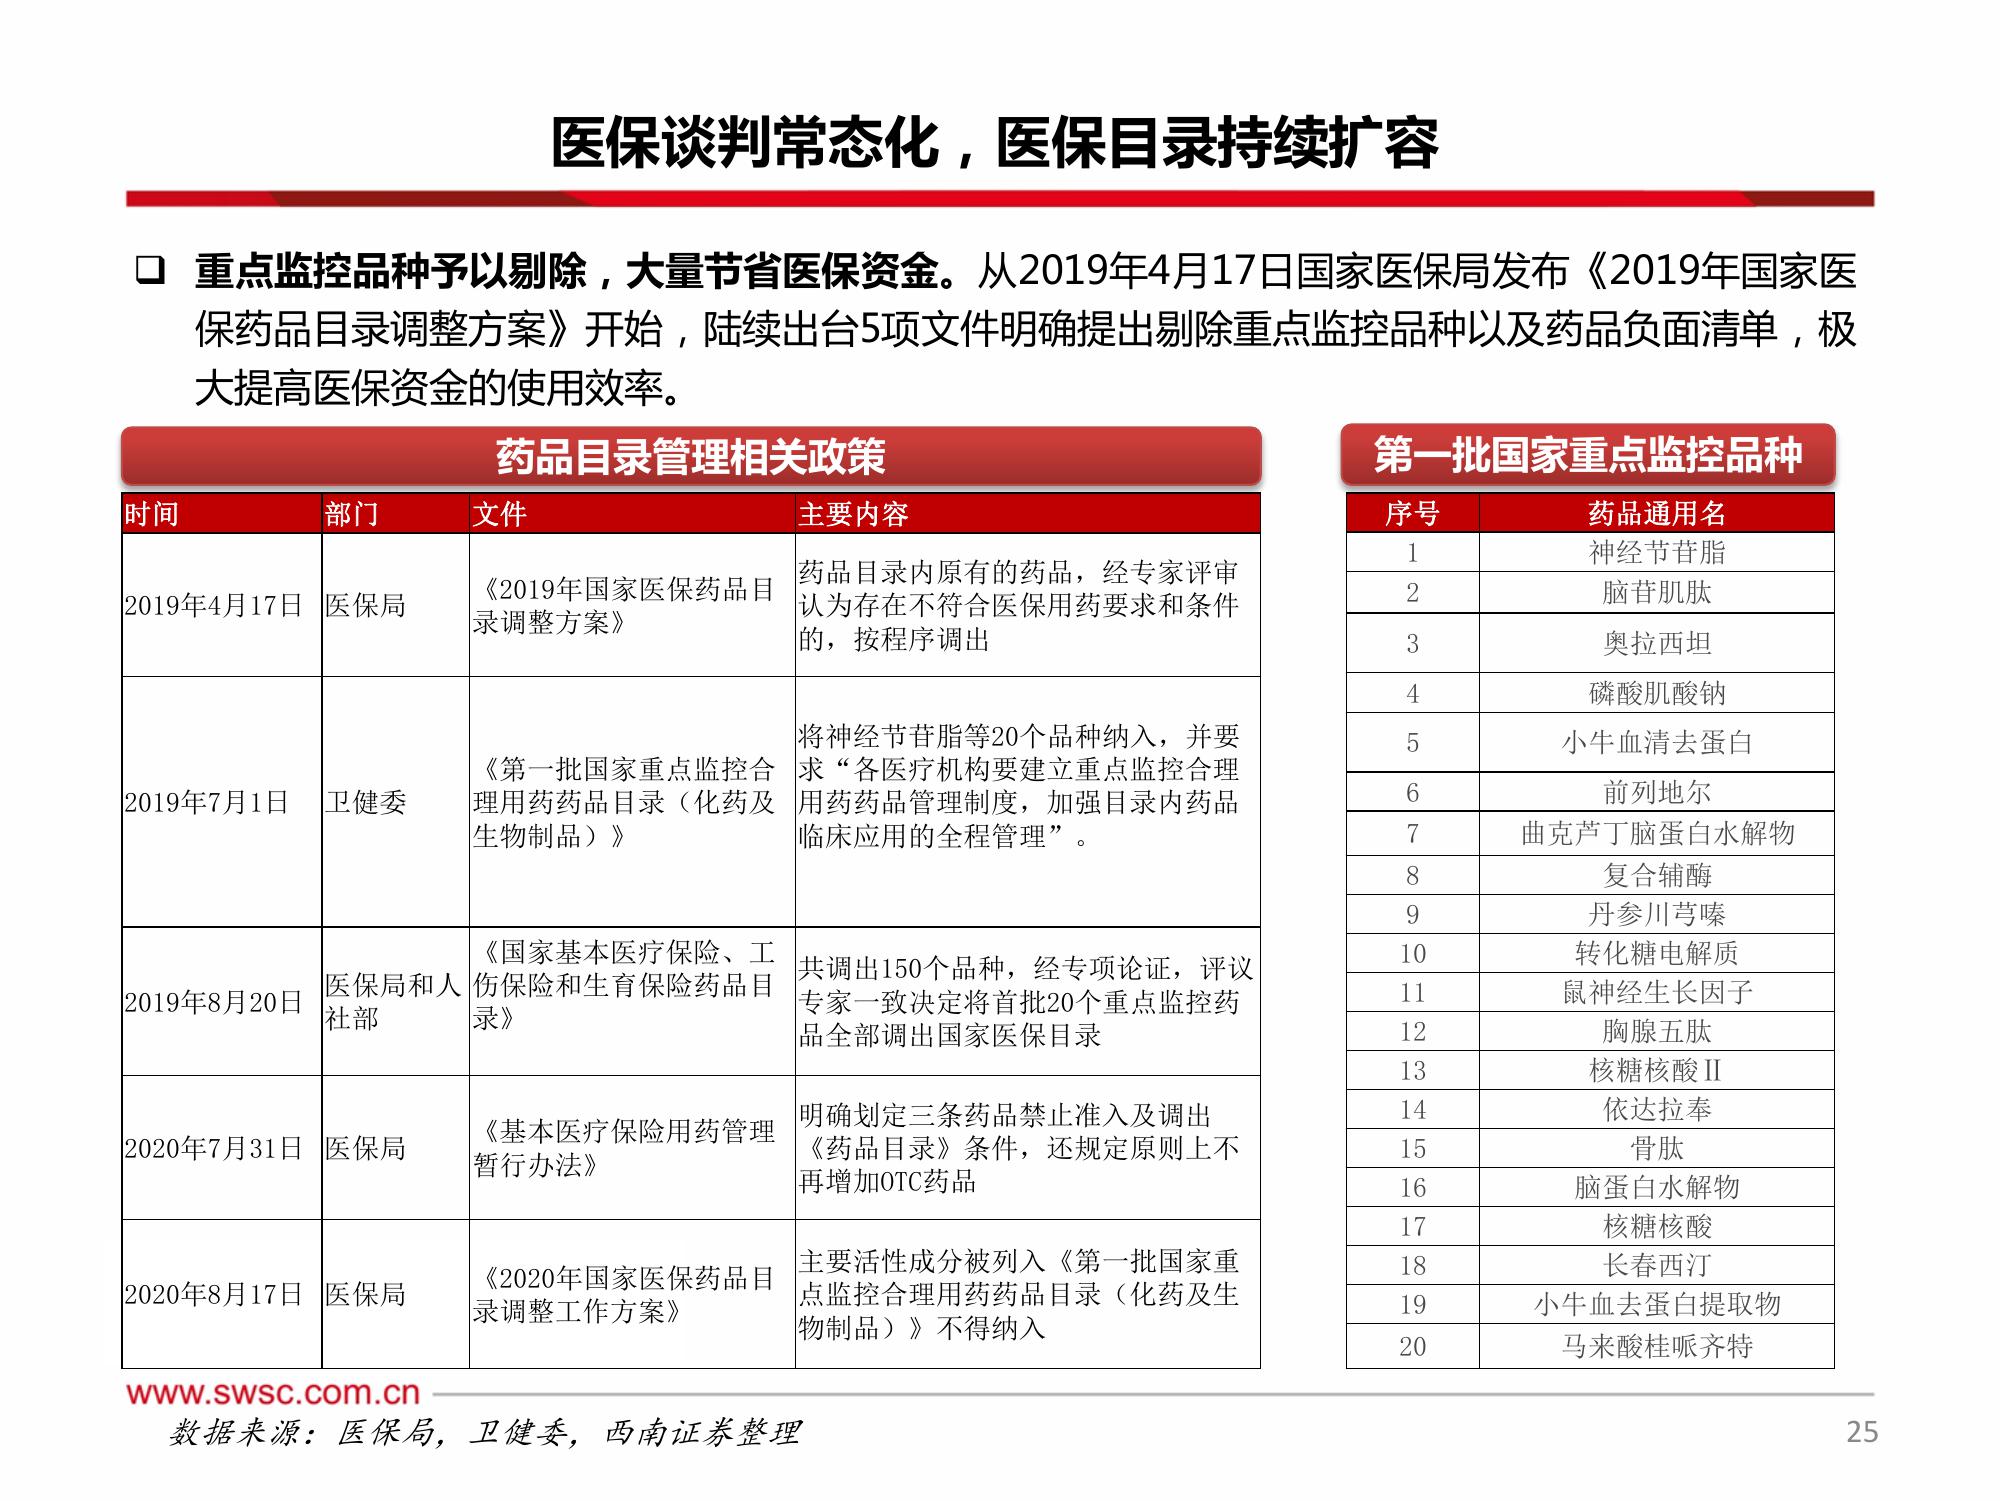 医保谈判常态化，医保目录持续扩容
❑ 重点监控品种予以剔除，大量节省医保资金。从2019年4月17日国家医保局发布《2019年国家医
保药品目录调整方案》开始，陆续出台5项文件明确提出剔除重点监控品种以及药品负面清单，极
大提高医保资金的使用效率。
药品目录管理相关政策
时间 部门 文件 主要内容
2019年4月17日 医保局
《2019年国家医保药品目
录调整方案》
药品目录内原有的药品，经专家评审
认为存在不符合医保用药要求和条件
的，按程序调出
2019年7月1日 卫健委
《第一批国家重点监控合
理用药药品目录（化药及
生物制品）》
将神经节苷脂等20个品种纳入，并要
求“各医疗机构要建立重点监控合理
用药药品管理制度，加强目录内药品
临床应用的全程管理”。
2019年8月20日
医保局和人
社部
《国家基本医疗保险、工
伤保险和生育保险药品目
录》
共调出150个品种，经专项论证，评议
专家一致决定将首批20个重点监控药
品全部调出国家医保目录
2020年7月31日 医保局
《基本医疗保险用药管理
暂行办法》
明确划定三条药品禁止准入及调出
《药品目录》条件，还规定原则上不
再增加OTC药品
2020年8月17日 医保局
《2020年国家医保药品目
录调整工作方案》
主要活性成分被列入《第一批国家重
点监控合理用药药品目录（化药及生
物制品）》不得纳入
第一批国家重点监控品种
序号 药品通用名
1 神经节苷脂
2 脑苷肌肽
3 奥拉西坦
4 磷酸肌酸钠
5 小牛血清去蛋白
6 前列地尔
7 曲克芦丁脑蛋白水解物
8 复合辅酶
9 丹参川芎嗪
10 转化糖电解质
11 鼠神经生长因子
12 胸腺五肽
13 核糖核酸Ⅱ
14 依达拉奉
15 骨肽
16 脑蛋白水解物
17 核糖核酸
18 长春西汀
19 小牛血去蛋白提取物
20 马来酸桂哌齐特
www.swsc.com.cn
数据来源：医保局，卫健委，西南证券整理
25